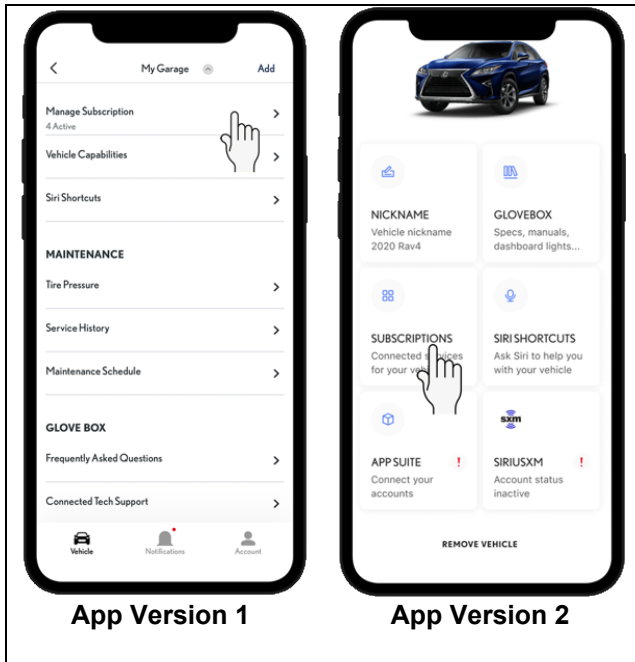 My Garage
Add
Manage Subscription
4 Active
Vehicle Capabilities
Siri Shortcuts
MAINTENANCE
Tire Pressure
Service History
Maintenance Schedule
GLOVE BOX
Frequently Asked Questions
Connected Tech Support
Vehicle
Notifications
Account
App Version 1
NICKNAME
Vehicle nickname
2020 Rav4
GLOVEBOX
Specs, manuals,
dashboard lights...
SUBSCRIPTIONS
Connected services
for your
SIRI SHORTCUTS
Ask Siri to help you
with your vehicle
APP SUITE !
Connect your
accounts
sxm
SIRIUSXM !
Account status
inactive
REMOVE VEHICLE
App Version 2